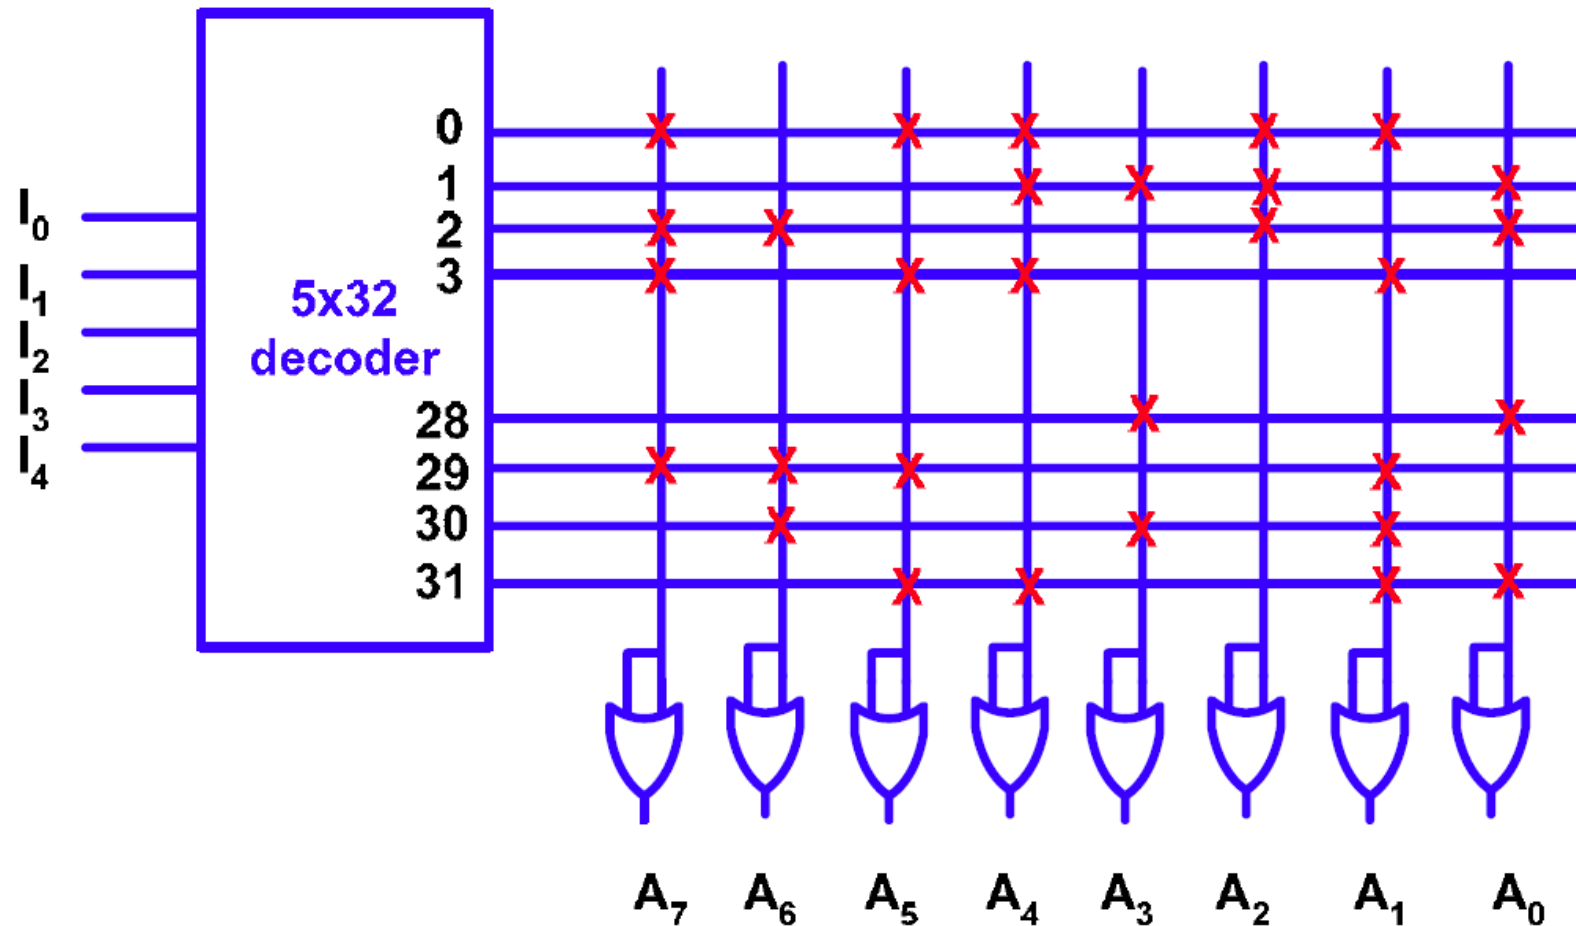 0
1
2
3
28
29
30
31
I₀
I₁
I₂
I₃
I₄
5x32
decoder
A₇ A₆ A₅ A₄ A₃ A₂ A₁ A₀